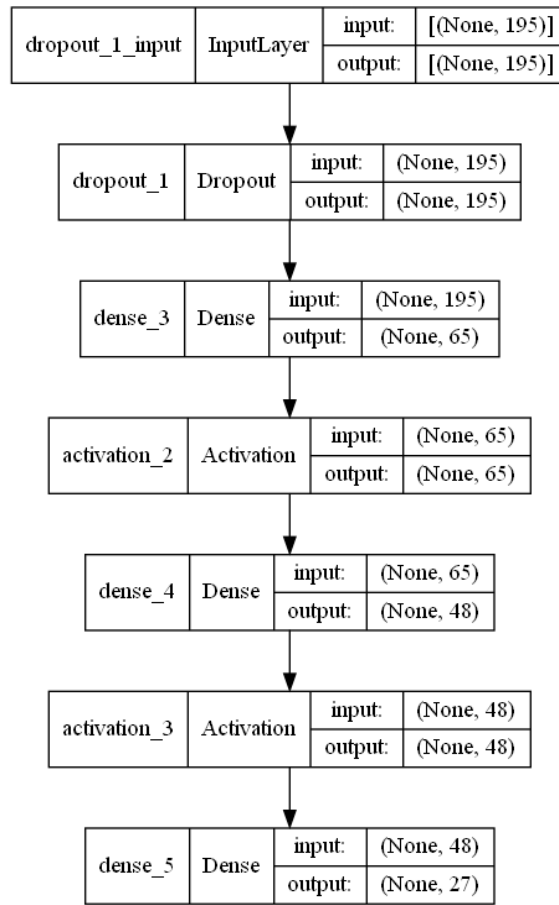 dropout_1_input InputLayer input: [(None, 195)]
output: [(None, 195)]
dropout_1 Dropout input: (None, 195)
output: (None, 195)
dense_3 Dense input: (None, 195)
output: (None, 65)
activation_2 Activation input: (None, 65)
output: (None, 65)
dense_4 Dense input: (None, 65)
output: (None, 48)
activation_3 Activation input: (None, 48)
output: (None, 48)
dense_5 Dense input: (None, 48)
output: (None, 27)